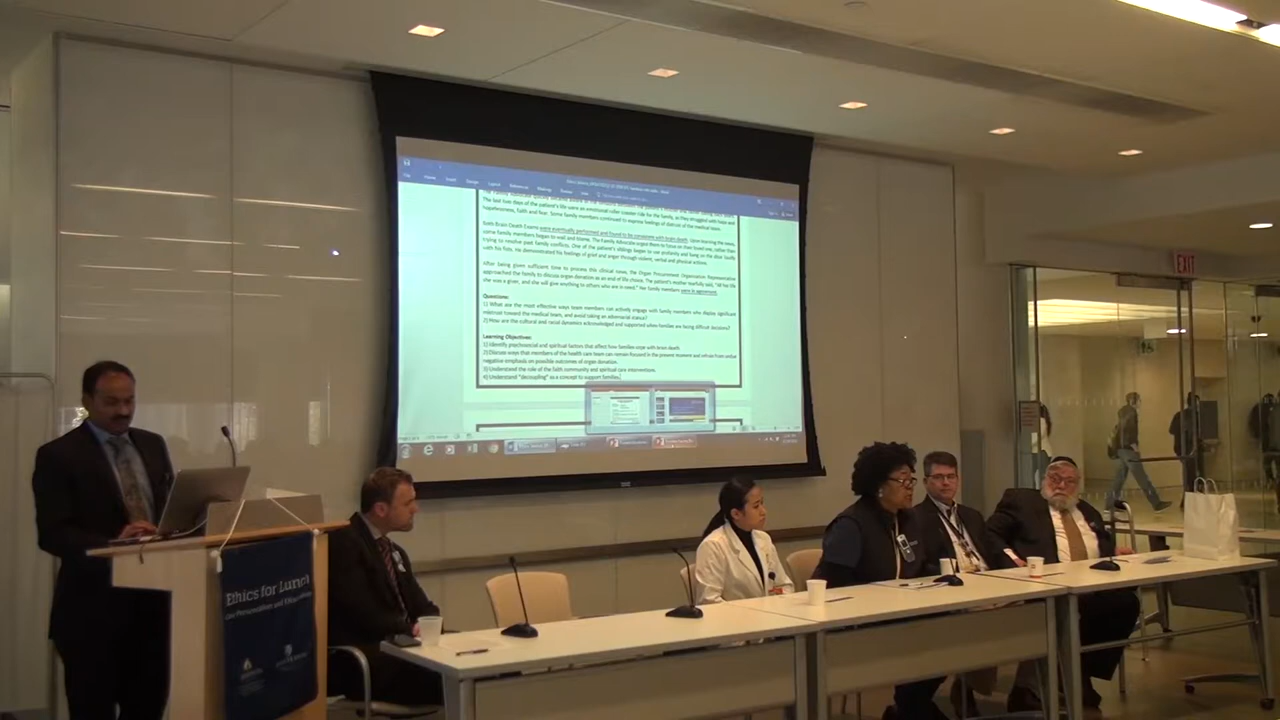 The last two days of the patient's life were an emotional roller coaster ride for the family, as they struggled with hope and
hopelessness, faith and fear. Some family members continued to express feelings of distrust of the medical team.
Both Brain Death Exams were eventually performed and found to be consistent with brain death. Upon learning the news,
some family members began to wail and blame. The Family Advocate urged them to focus on their loved one, rather than
trying to resolve past family conflicts. One of the patient's siblings began to use profanity and bang on the door loudly
with his fists. He demonstrated his feelings of grief and anger through violent, verbal and physical actions.
After being given sufficient time to process this clinical news, the Organ Procurement Organization Representative
approached the family to discuss organ donation as an end of life choice. The patient's mother tearfully said, "All her life
she was a giver, and she will give anything to others who are in need." Her family members were in agreement.
Questions:
1) What are the most effective ways team members can actively engage with family members who display significant
mistrust toward the medical team, and avoid taking an adversarial stance?
2) How are the cultural and racial dynamics acknowledged and supported when families are facing difficult decisions?
Learning Objectives:
1) Identify psychosocial and spiritual factors that affect how families cope with brain death.
2) Discuss ways that members of the health care team can remain focused in the present moment and refrain from undue
negative emphasis on possible outcomes of organ donation.
3) Understand the role of the faith community and spiritual care interventions.
4) Understand "decoupling" as a concept to support families.
EXIT
Ethics for Lunch